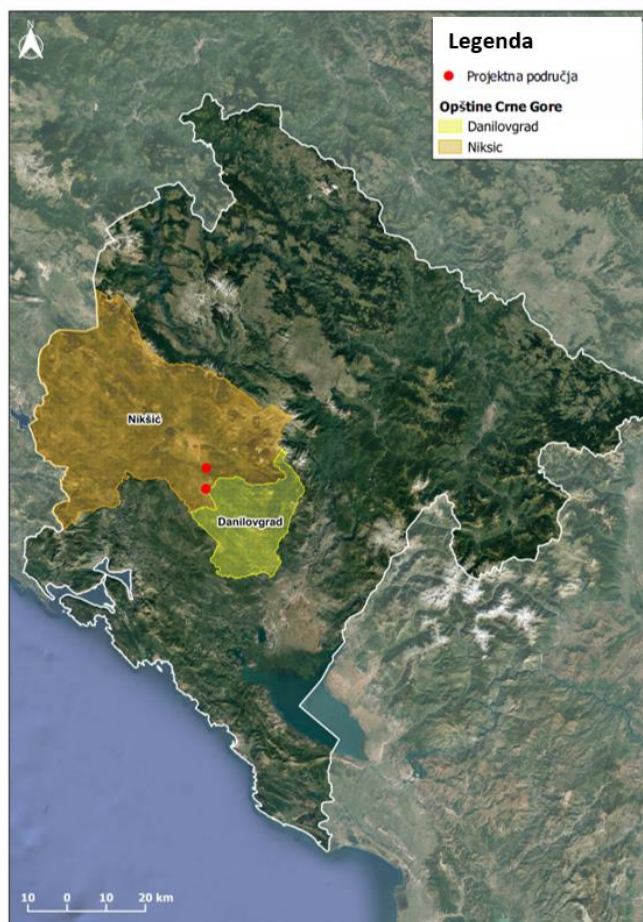 N
Legenda
Projektna područja
Opštine Crne Gore
Danilovgrad
Niksic
Nikšić
Danilovgrad
10 0 10 20 km